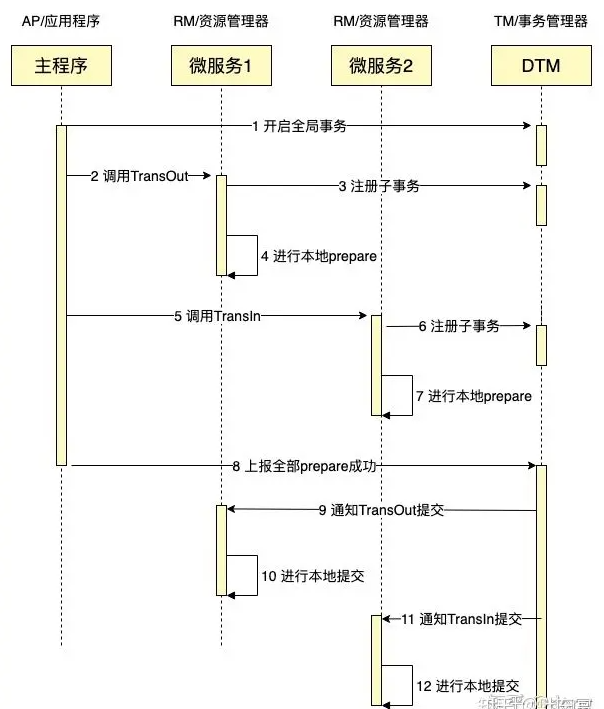 AP/应用程序
RM/资源管理器
RM/资源管理器
TM/事务管理器
主程序
微服务1
微服务2
DTM
1 开启全局事务
2 调用TransOut
3 注册子事务
4 进行本地prepare
5 调用TransIn
6 注册子事务
7 进行本地prepare
8 上报全部prepare成功
9 通知TransOut提交
10 进行本地提交
11 通知TransIn提交
12 进行本地提交